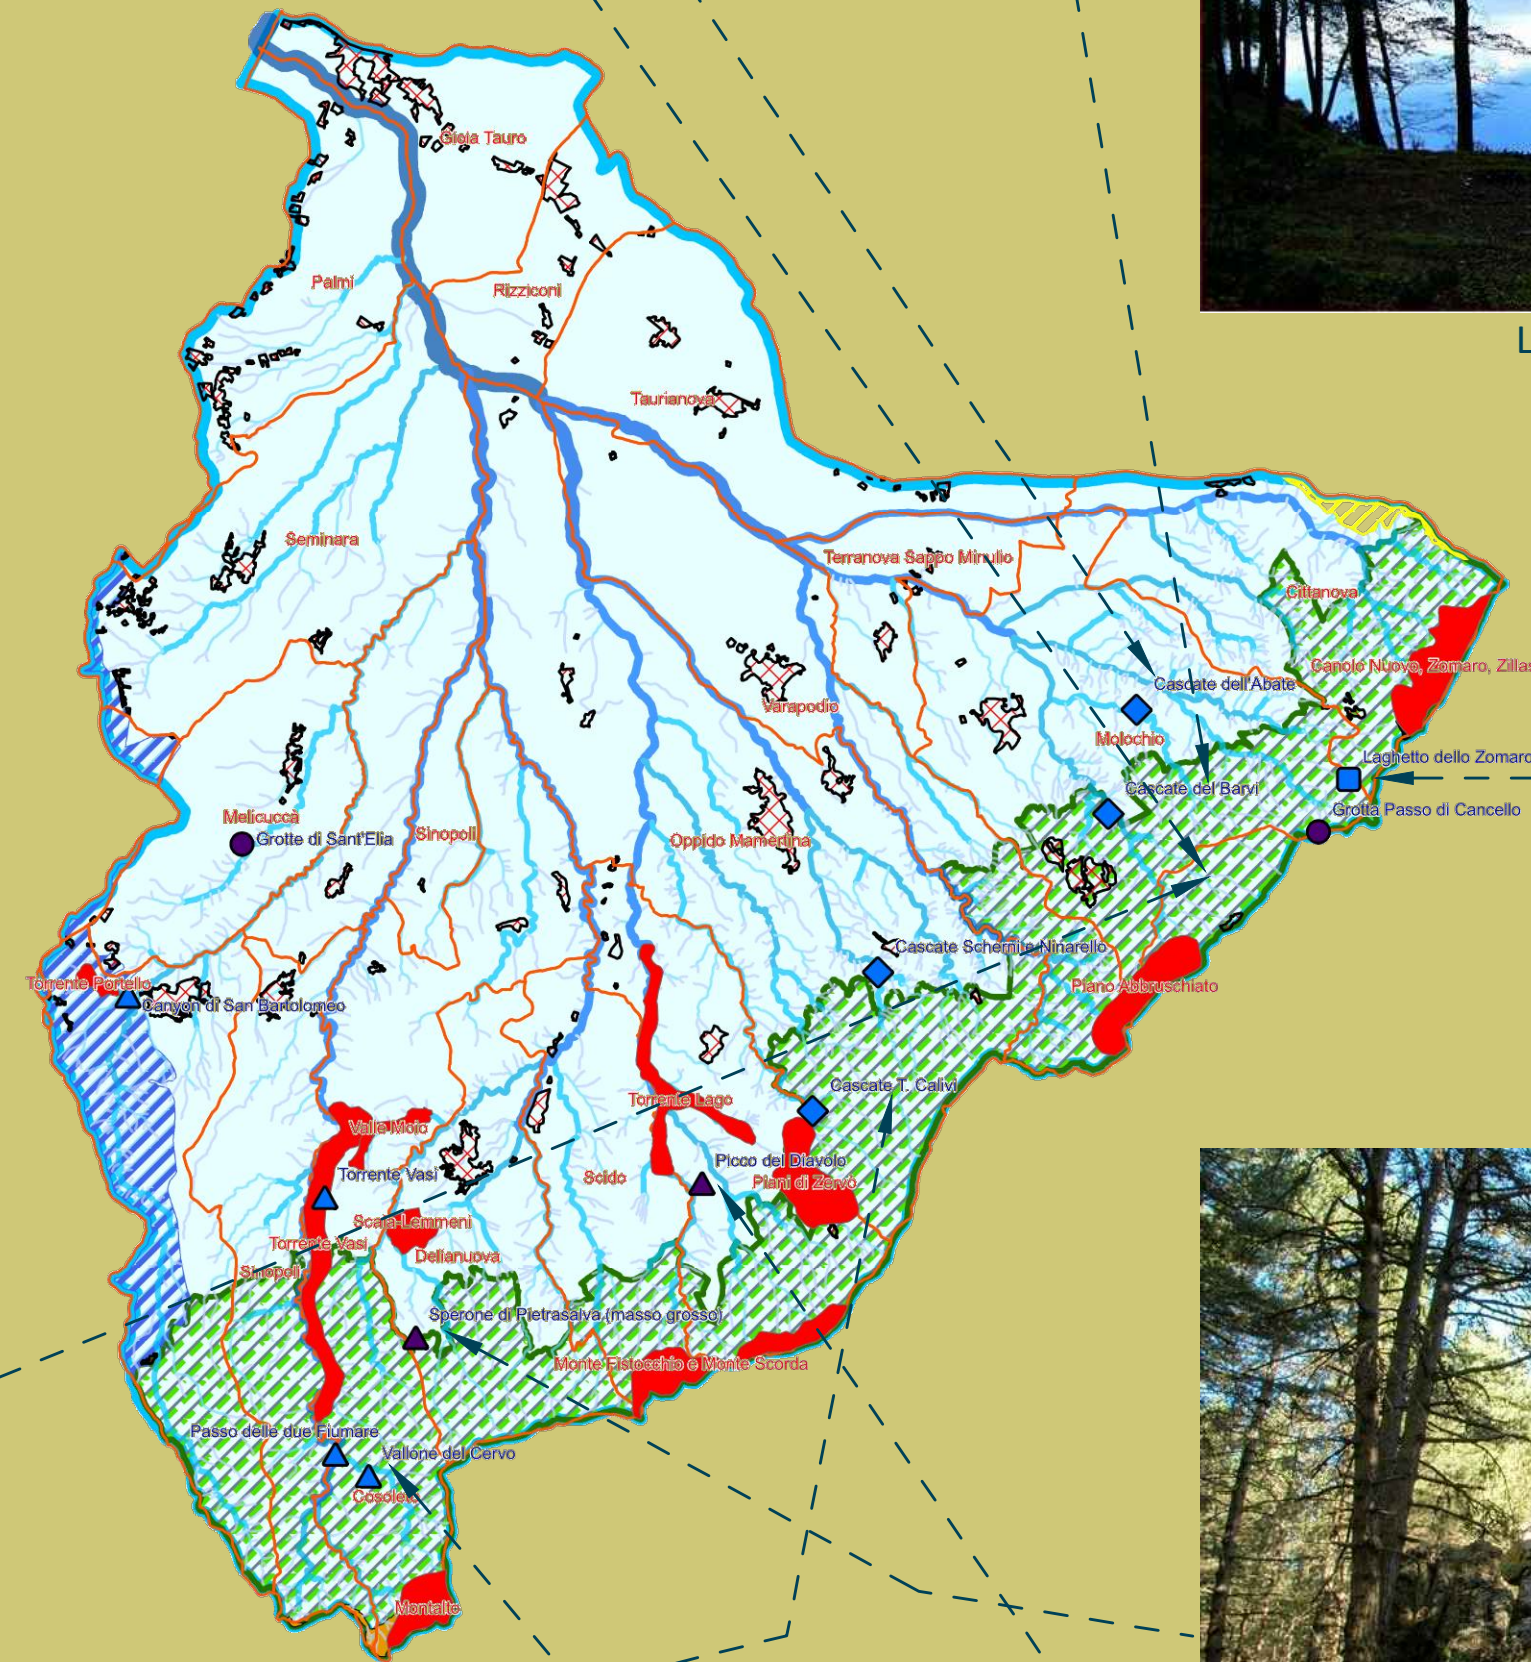 Gioia Tauro
Palmi
Rizziconi
L
Taurianova
Seminara
Terranova Sappo Minulio
Cittanova
Canolo Nuovo, Zomaro, Zillas
Cascate dell'Abate
Varapodio
Molochio
Laghetto dello Zomaro
Cascate del Barvi
Grotta Passo di Cancello
Melicuccà
Grotte di Sant'Elia
Sinopoli
Oppido Mamertina
Cascate Scherni e Ninarello
Torrente Portello
Canyon di San Bartolomeo
Piano Abbruschiato
Cascate T. Calivi
Torrente Lago
Valle Moio
Picco del Diavolo
Torrente Vasi
Scido
Piani di Zervò
Scaja-Lemmeni
Torrente Vasi
Delianuova
Sinopoli
Sperone di Pietrasalva (masso grosso)
Monte Fistocchio e Monte Scorda
Passo delle due Fiumare
Vallone del Cervo
Cosoleto
Montalto